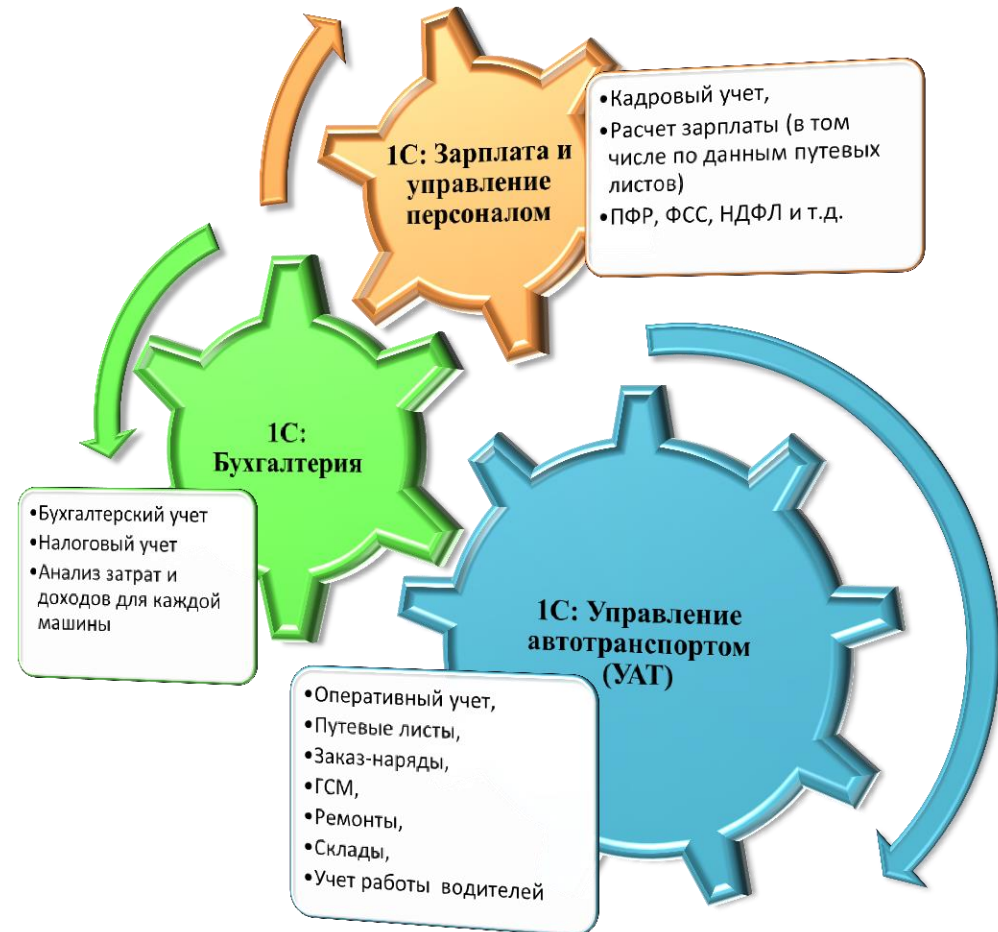 1С: Зарплата и
управление
персоналом
•Кадровый учет,
•Расчет зарплаты (в том
числе по данным путевых
листов)
•ПФР, ФСС, НДФЛ и т.д.
1С:
Бухгалтерия
•Бухгалтерский учет
•Налоговый учет
•Анализ затрат и
доходов для каждой
машины
1С: Управление
автотранспортом
(УАТ)
•Оперативный учет,
•Путевые листы,
•Заказ-наряды,
•ГСМ,
•Ремонты,
•Склады,
•Учет работы водителей